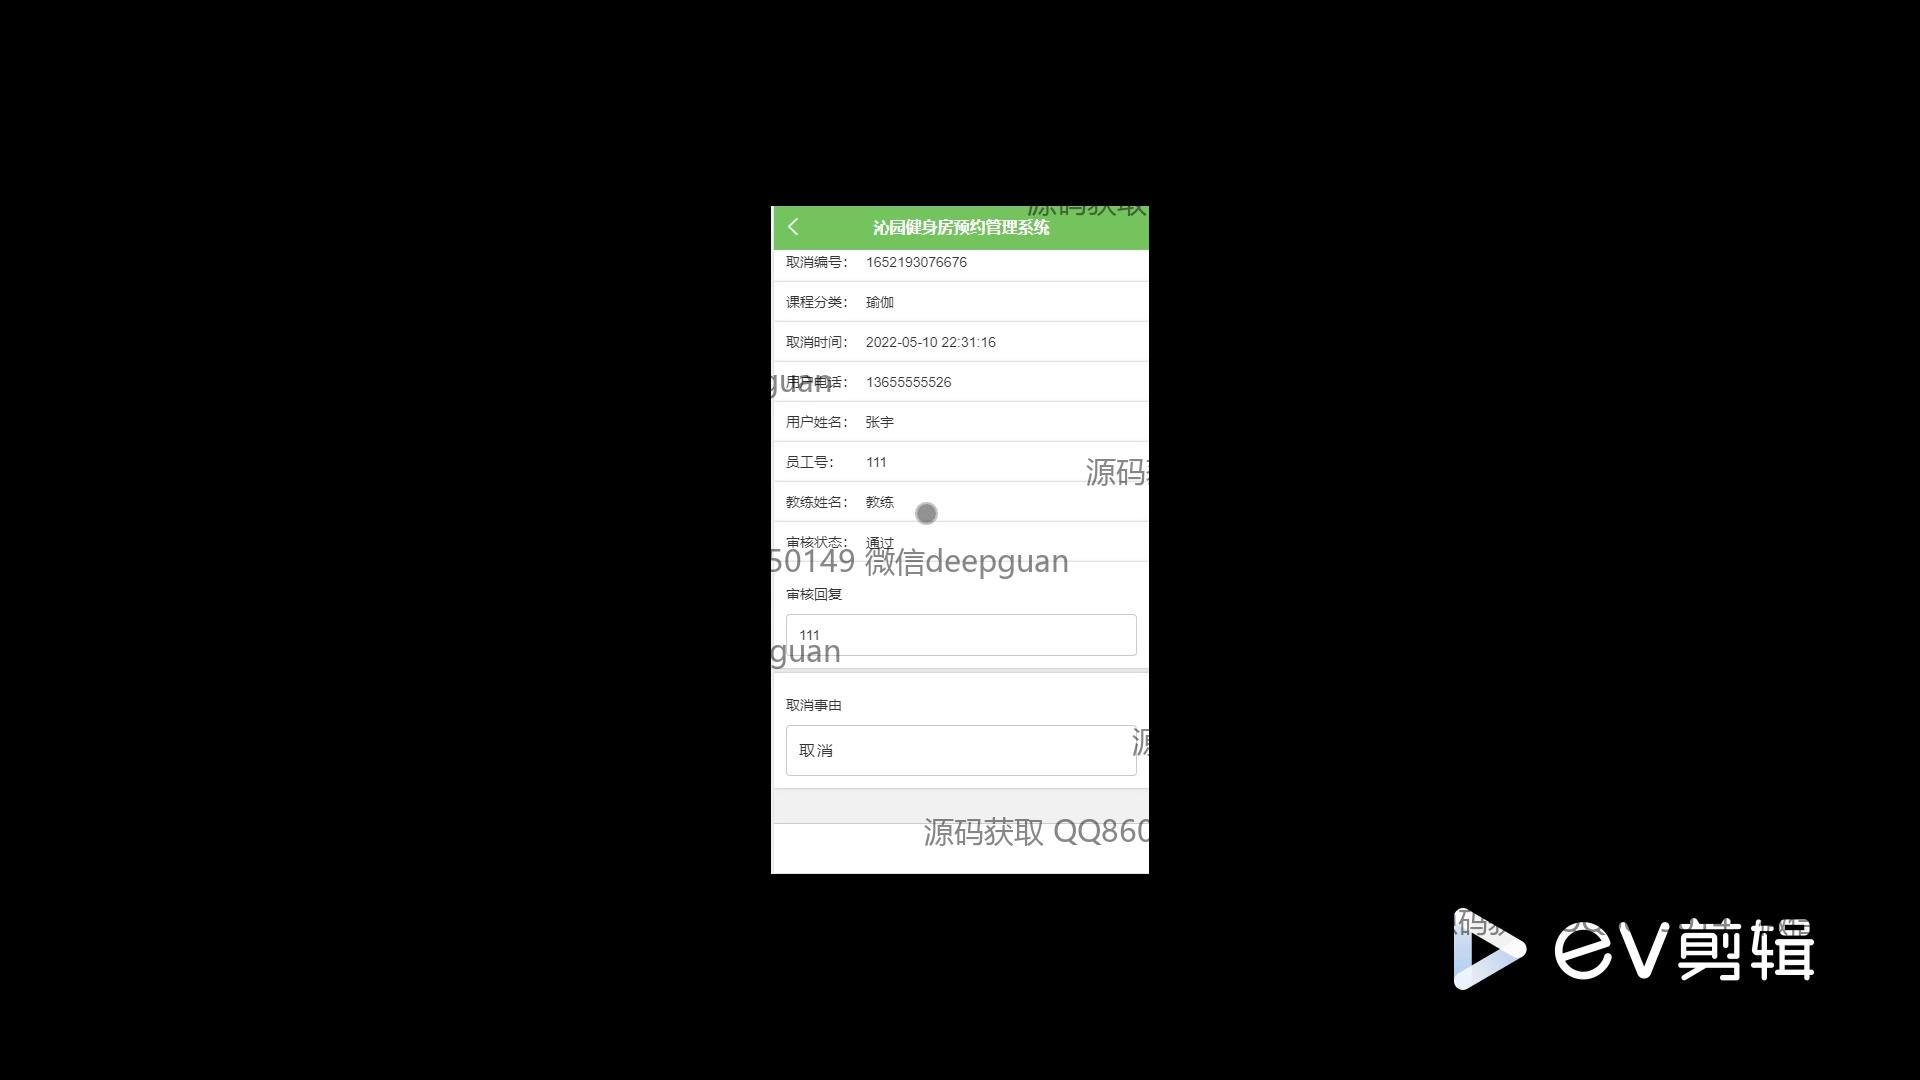 源码获取
沁园健身房预约管理系统
取消编号： 1652193076676
课程分类： 瑜伽
取消时间： 2022-05-10 22:31:16
用户电话： 13655555526
guan
用户姓名： 张宇
员工号： 111
源码
教练姓名： 教练
审核状态： 通过
50149 微信deepguan
审核回复
111
guan
取消事由
取消
源
源码获取 QQ860
ev剪辑